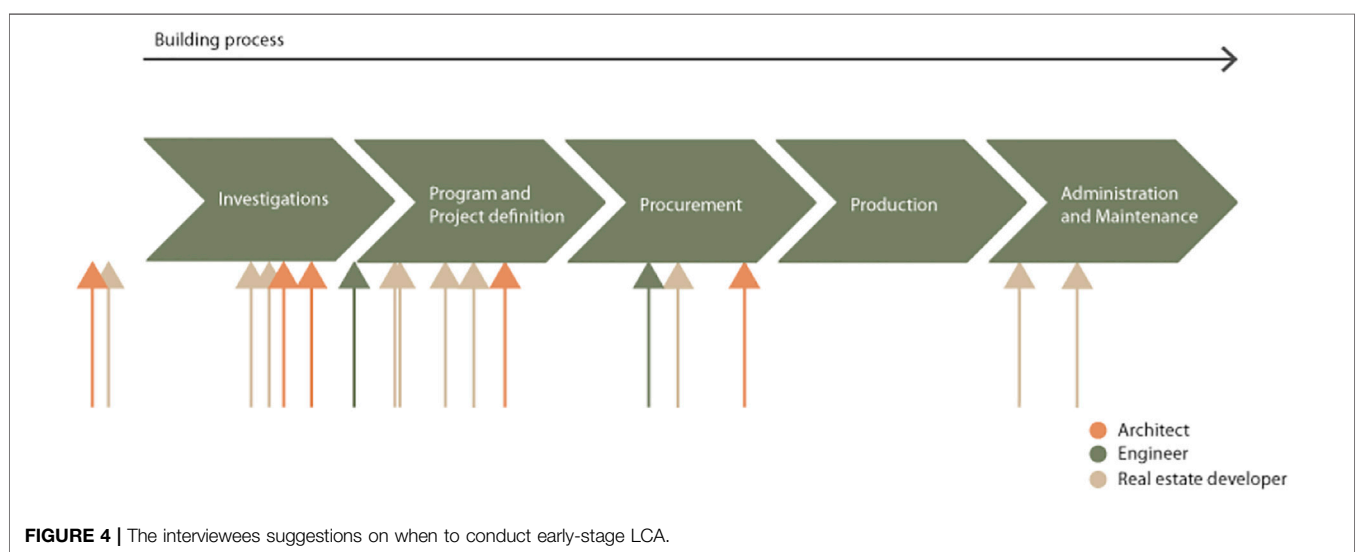 Building process
Investigations
Program and
Project definition
Procurement
Production
Administration
and Maintenance
Architect
Engineer
Real estate developer
FIGURE 4 | The interviewees suggestions on when to conduct early-stage LCA.